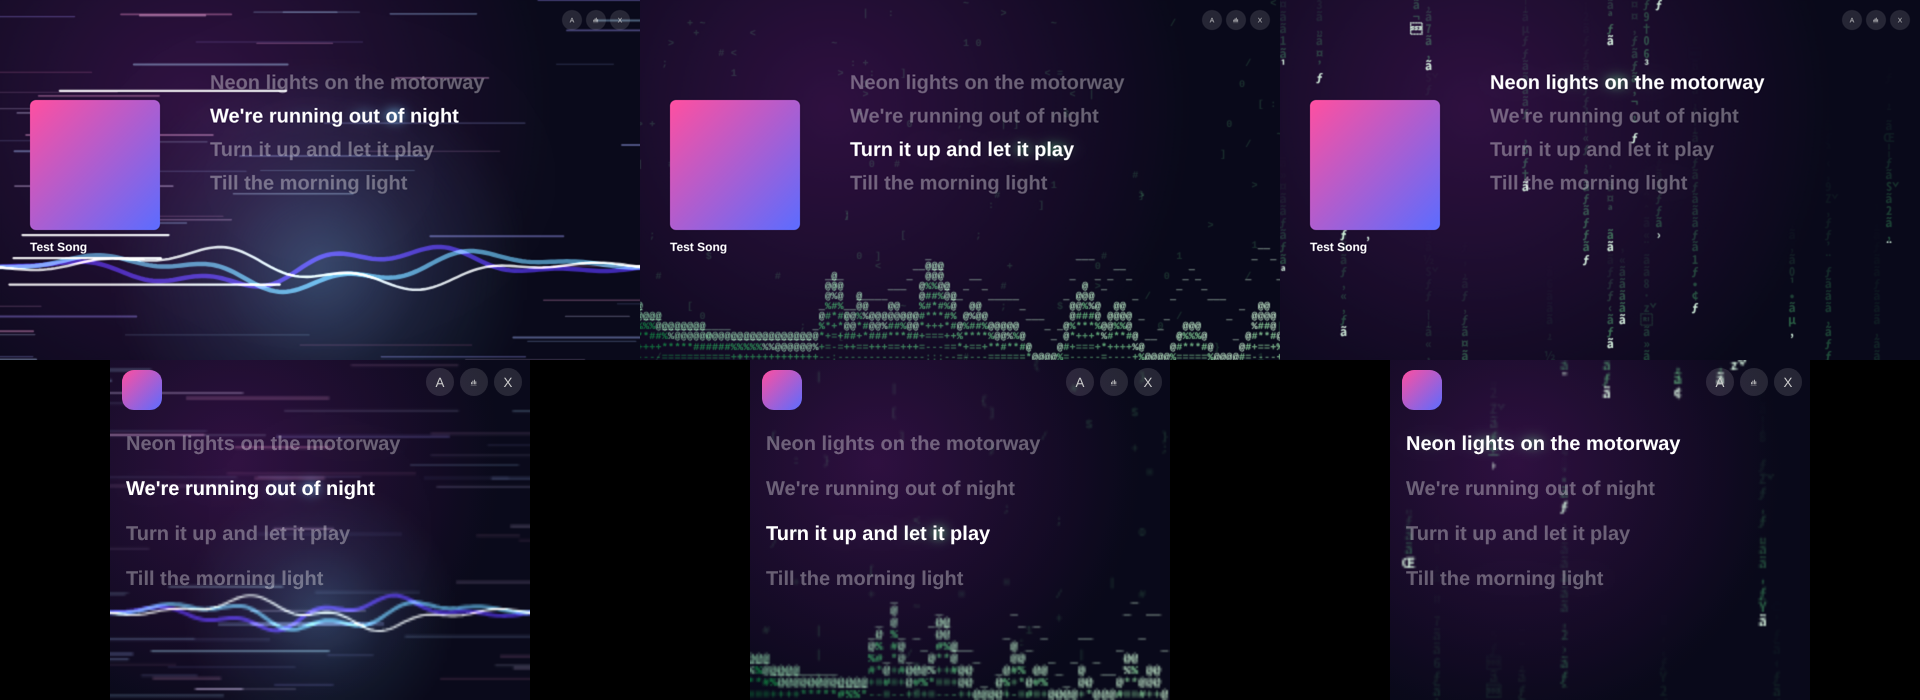 A X
Neon lights on the motorway
We're running out of night
Turn it up and let it play
Till the morning light
Test Song
A X
Neon lights on the motorway
We're running out of night
Turn it up and let it play
Till the morning light
Test Song
A X
Neon lights on the motorway
We're running out of night
Turn it up and let it play
Till the morning light
Test Song
A X
Neon lights on the motorway
We're running out of night
Turn it up and let it play
Till the morning light
A X
Neon lights on the motorway
We're running out of night
Turn it up and let it play
Till the morning light
A X
Neon lights on the motorway
We're running out of night
Turn it up and let it play
Till the morning light